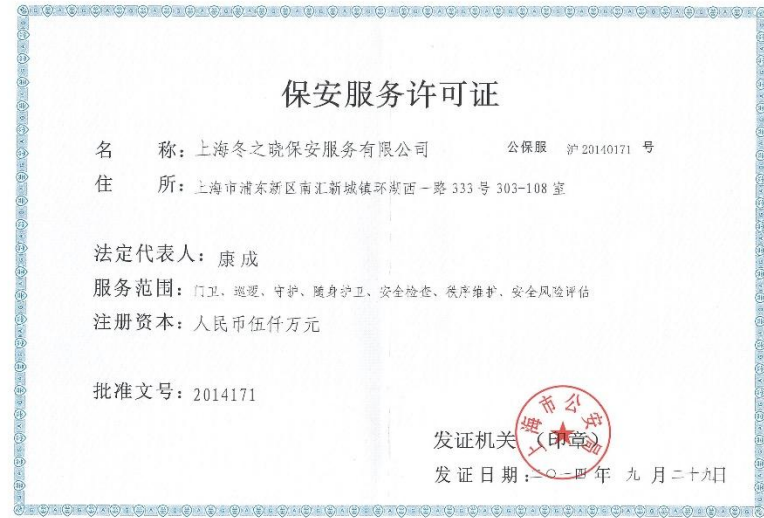 保安服务许可证
名 称：上海冬之晓保安服务有限公司 公保服 沪20140171 号
住 所：上海市浦东新区南汇新城镇环湖西一路333号303-108室
法定代表人：康成
服务范围：门卫、巡逻、守护、随身护卫、安全检查、秩序维护、安全风险评估
注册资本：人民币伍仟万元
批准文号：2014171
上海市公安局
发证机关（印章）
发证日期：二〇一四年 九月二十九日